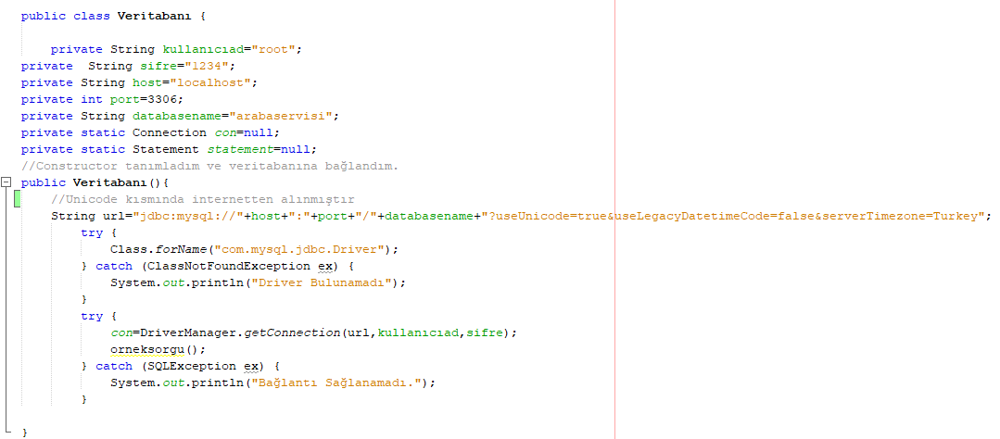 public class Veritabanı {
private String kullanıcıad="root";
private  String sifre="1234";
private String host="localhost";
private int port=3306;
private String databasename="arabaservisi";
private static Connection con=null;
private static Statement statement=null;
//Constructor tanımladım ve veritabanına bağlandım.
public Veritabanı(){
//Unicode kısmında internetten alınmıştır
String url="jdbc:mysql://"+host+":"+port+"/"+databasename+"?useUnicode=true&useLegacyDatetimeCode=false&serverTimezone=Turkey";
try {
Class.forName("com.mysql.jdbc.Driver");
} catch (ClassNotFoundException ex) {
System.out.println("Driver Bulunamadı");
}
try {
con=DriverManager.getConnection(url,kullanıcıad,sifre);
orneksorgu();
} catch (SQLException ex) {
System.out.println("Bağlantı Sağlanamadı.");
}
}